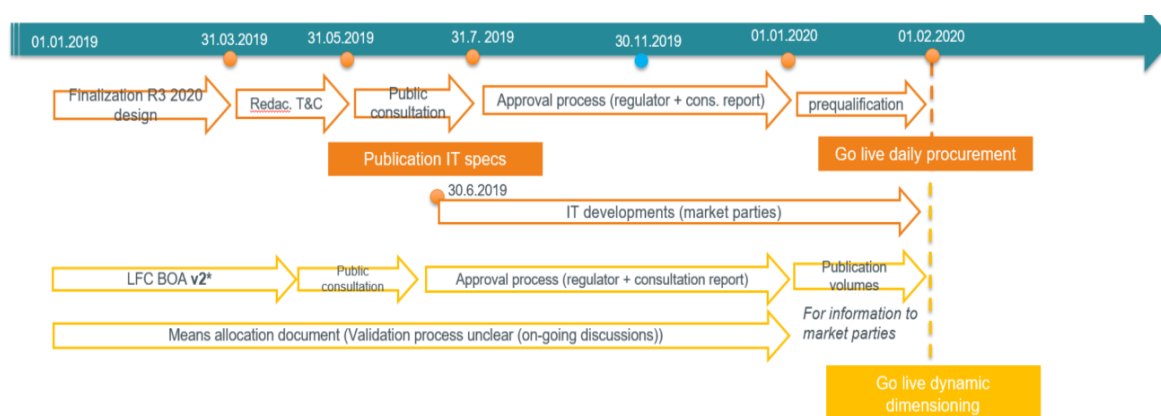 01.01.2019
31.03.2019
31.05.2019
31.7. 2019
30.11.2019
01.01.2020
01.02.2020
Finalization R3 2020
design
Redac. T&C
Public
consultation
Approval process (regulator + cons. report)
prequalification
Publication IT specs
Go live daily procurement
30.6.2019
IT developments (market parties)
LFC BOA v2*
Public
consultation
Approval process (regulator + consultation report)
Publication
volumes
Means allocation document (Validation process unclear (on-going discussions))
For information to
market parties
Go live dynamic
dimensioning